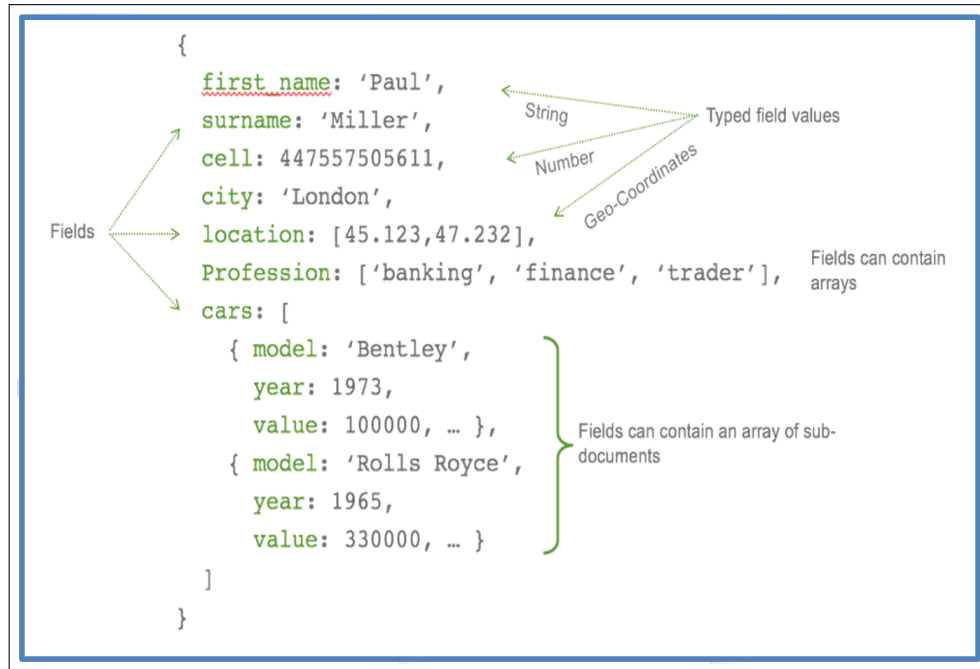 {
first_name: ‘Paul’,
surname: ‘Miller’,
cell: 447557505611,
city: ‘London’,
location: [45.123,47.232],
Profession: [‘banking’, ‘finance’, ‘trader’],
cars: [
{ model: ‘Bentley’,
year: 1973,
value: 100000, … },
{ model: ‘Rolls Royce’,
year: 1965,
value: 330000, … }
]
}
Fields
String
Number
Geo-Coordinates
Typed field values
Fields can contain
arrays
Fields can contain an array of sub-
documents